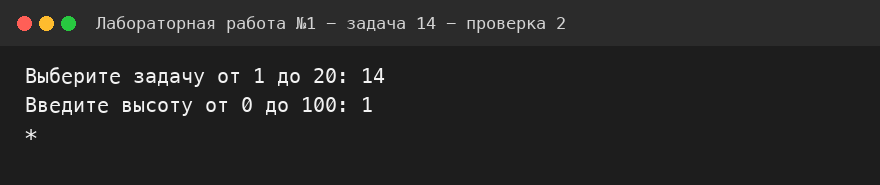 Лабораторная работа №1 — задача 14 — проверка 2
Выберите задачу от 1 до 20: 14
Введите высоту от 0 до 100: 1
*